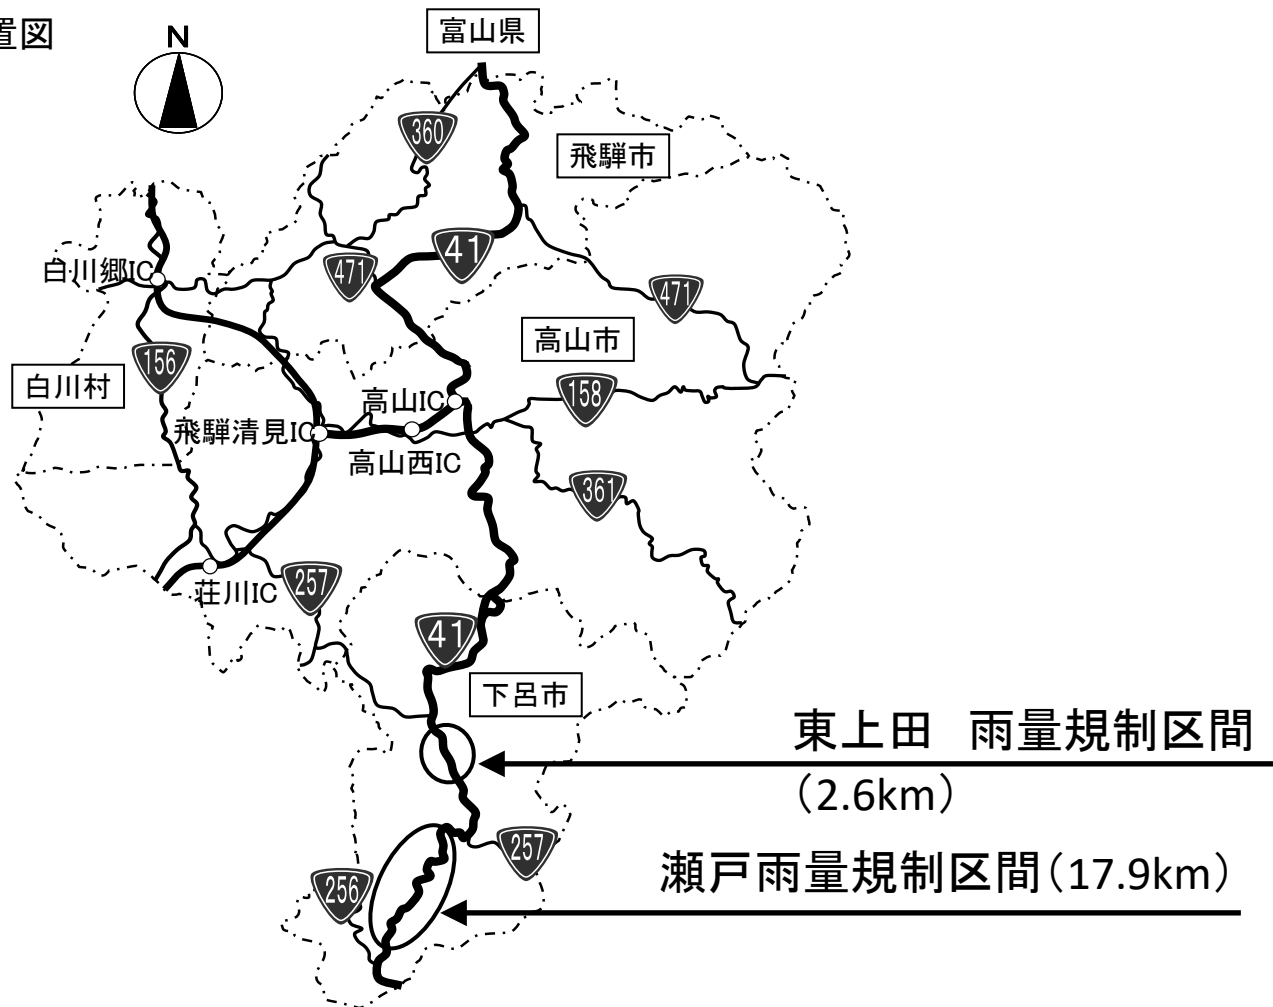 置図
N
富山県
360
飛騨市
41
白川郷IC
471
471
高山市
156
白川村
高山IC
158
飛騨清見IC
高山西IC
361
荘川IC
257
41
下呂市
東上田 雨量規制区間
（2.6km）
257
瀬戸雨量規制区間（17.9km）
256